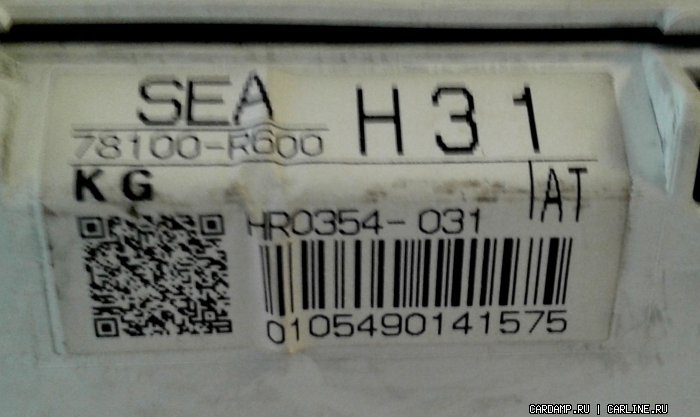 SEA H31
78100-R600
KG AT
HR0354-031
0105490141575
CARDAMP.RU | CARLINE.RU